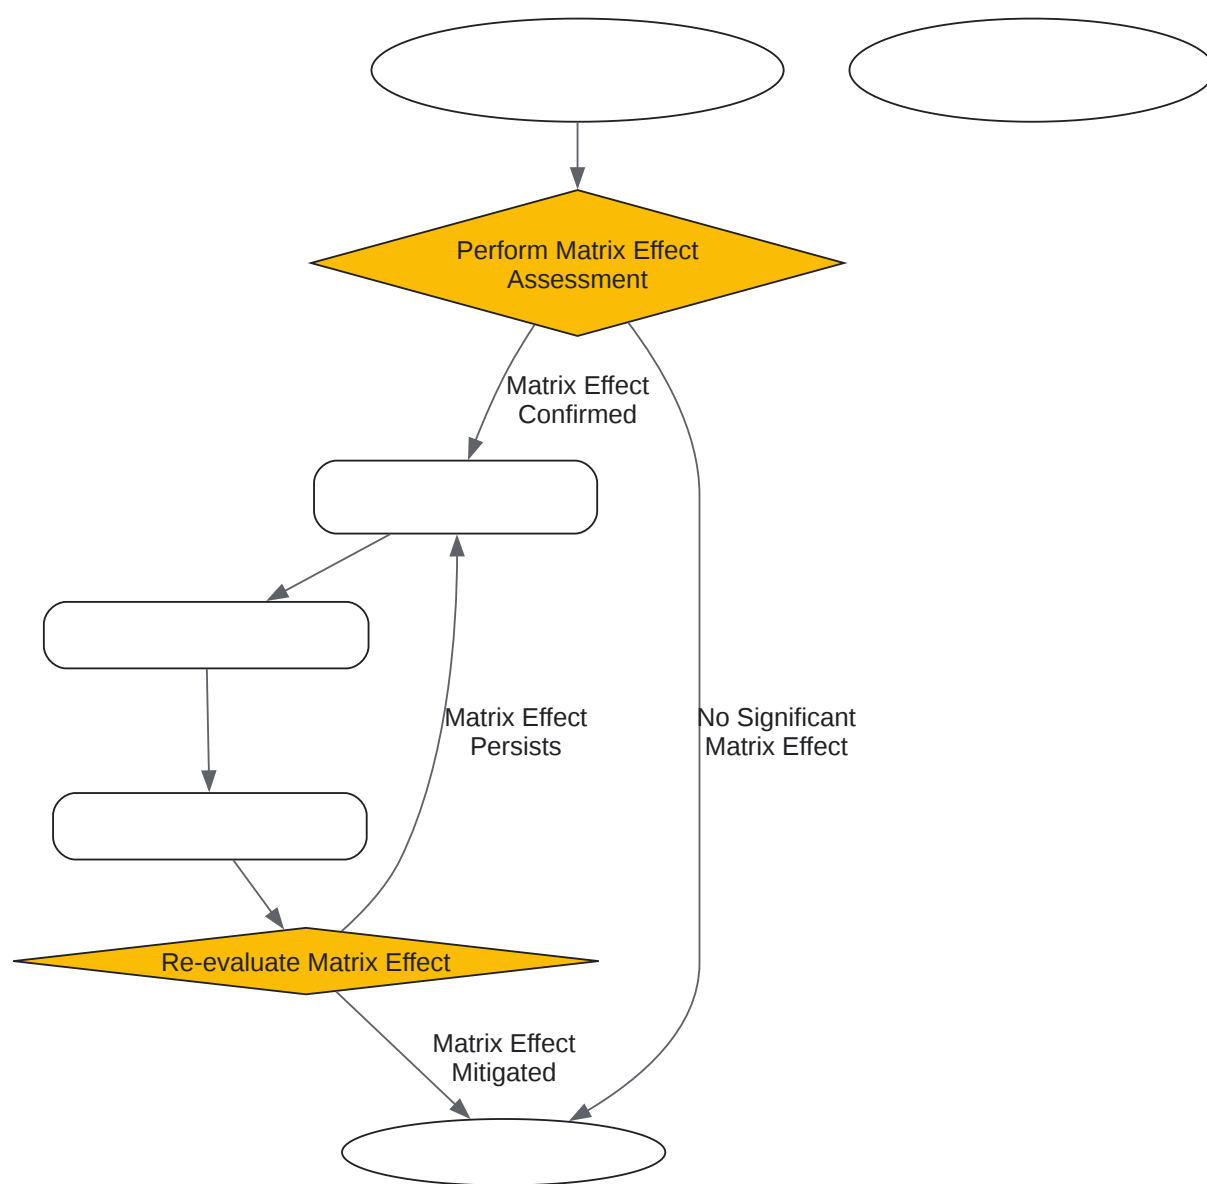 Perform Matrix Effect
Assessment
Matrix Effect
Confirmed
Matrix Effect
Persists
No Significant
Matrix Effect
Re-evaluate Matrix Effect
Matrix Effect
Mitigated